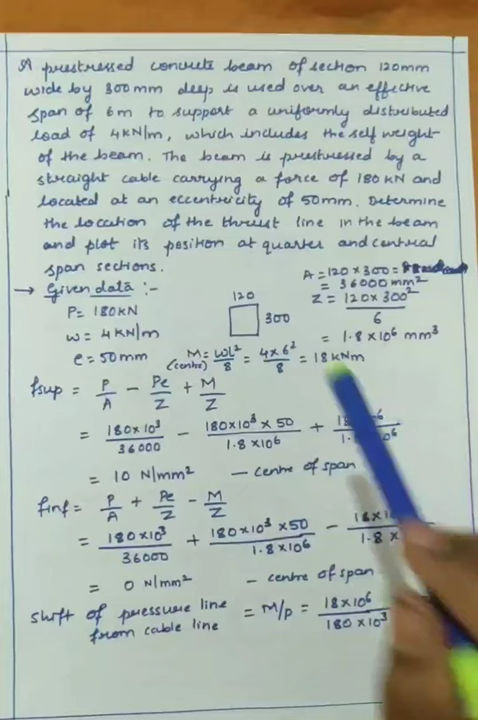 A prestressed concrete beam of section 120mm
wide by 300mm deep is used over an effective
span of 6m to support a uniformly distributed
load of 4kN/m, which includes the self weight
of the beam. The beam is prestressed by a
straight cable carrying a force of 180 kN and
located at an eccentricity of 50mm. Determine
the location of the thrust line in the beam
and plot its position at quarter and central
span sections.
A = 120 × 300 =
= 36000 mm²
→ Given data :-
120
300
Z = 120 × 300² / 6
= 1.8 × 10⁶ mm³
P = 180kN
w = 4 kN/m
e = 50mm
M = wl²/8 = 4 × 6²/8 = 18 kNm
(centre)
fsup = P/A − Pe/Z + M/Z
= 180×10³/36000 − 180×10³ × 50/1.8 × 10⁶ +
= 10 N/mm² — centre of span
finf = P/A + Pe/Z − M/Z
= 180×10³/36000 + 180×10³ × 50/1.8 × 10⁶ −
= 0 N/mm² – centre of span
shift of pressure line = M/P = 18×10⁶/180 × 10³
from cable line